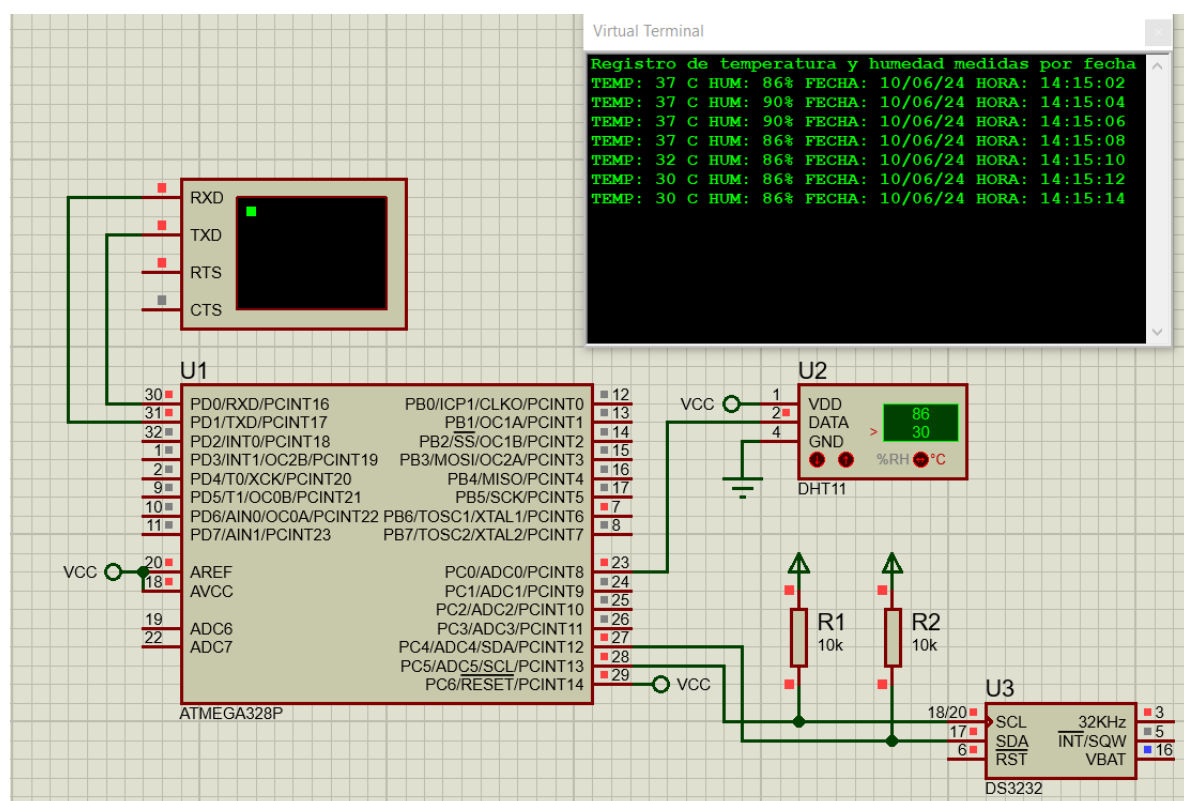 Virtual Terminal
Registro de temperatura y humedad medidas por fecha
TEMP: 37 C HUM: 86% FECHA: 10/06/24 HORA: 14:15:02
TEMP: 37 C HUM: 90% FECHA: 10/06/24 HORA: 14:15:04
TEMP: 37 C HUM: 90% FECHA: 10/06/24 HORA: 14:15:06
TEMP: 37 C HUM: 86% FECHA: 10/06/24 HORA: 14:15:08
TEMP: 32 C HUM: 86% FECHA: 10/06/24 HORA: 14:15:10
TEMP: 30 C HUM: 86% FECHA: 10/06/24 HORA: 14:15:12
TEMP: 30 C HUM: 86% FECHA: 10/06/24 HORA: 14:15:14
RXD
TXD
RTS
CTS
U1
30 PD0/RXD/PCINT16 PB0/ICP1/CLKO/PCINT0 12
31 PD1/TXD/PCINT17 PB1/OC1A/PCINT1 13
32 PD2/INT0/PCINT18 PB2/SS/OC1B/PCINT2 14
1 PD3/INT1/OC2B/PCINT19 PB3/MOSI/OC2A/PCINT3 15
2 PD4/T0/XCK/PCINT20 PB4/MISO/PCINT4 16
9 PD5/T1/OC0B/PCINT21 PB5/SCK/PCINT5 17
10 PD6/AIN0/OC0A/PCINT22 PB6/TOSC1/XTAL1/PCINT6 7
11 PD7/AIN1/PCINT23 PB7/TOSC2/XTAL2/PCINT7 8
VCC 20 AREF PC0/ADC0/PCINT8 23
18 AVCC PC1/ADC1/PCINT9 24
PC2/ADC2/PCINT10 25
19 ADC6 PC3/ADC3/PCINT11 26
22 ADC7 PC4/ADC4/SDA/PCINT12 27
PC5/ADC5/SCL/PCINT13 28
PC6/RESET/PCINT14 29 VCC
ATMEGA328P
U2
VCC 1 VDD 86
2 DATA > 30
4 GND
%RH °C
DHT11
R1
10k
R2
10k
U3
18/20 SCL 32KHz 3
17 SDA INT/SQW 5
6 RST VBAT 16
DS3232